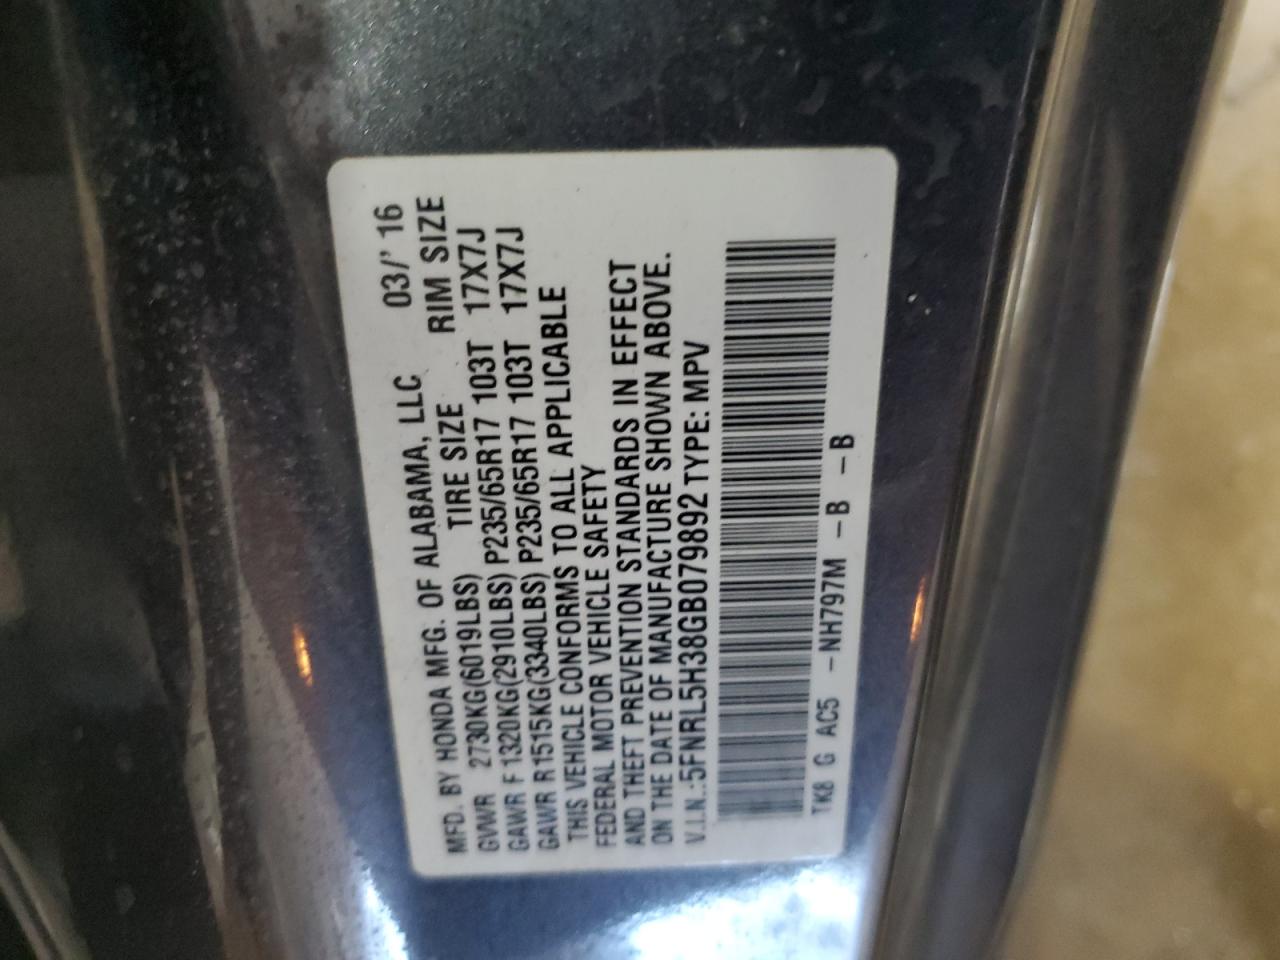 MFD. BY HONDA MFG. OF ALABAMA, LLC 03/' 16
TIRE SIZE RIM SIZE
GVWR 2730KG(6019LBS)
GAWR F 1320KG(2910LBS) P235/65R17 103T 17X7J
GAWR R 1515KG(3340LBS) P235/65R17 103T 17X7J
THIS VEHICLE CONFORMS TO ALL APPLICABLE
FEDERAL MOTOR VEHICLE SAFETY
AND THEFT PREVENTION STANDARDS IN EFFECT
ON THE DATE OF MANUFACTURE SHOWN ABOVE.
V.I.N.:5FNRL5H38GB079892 TYPE: MPV
TK8 G AC5 -NH797M -B -B